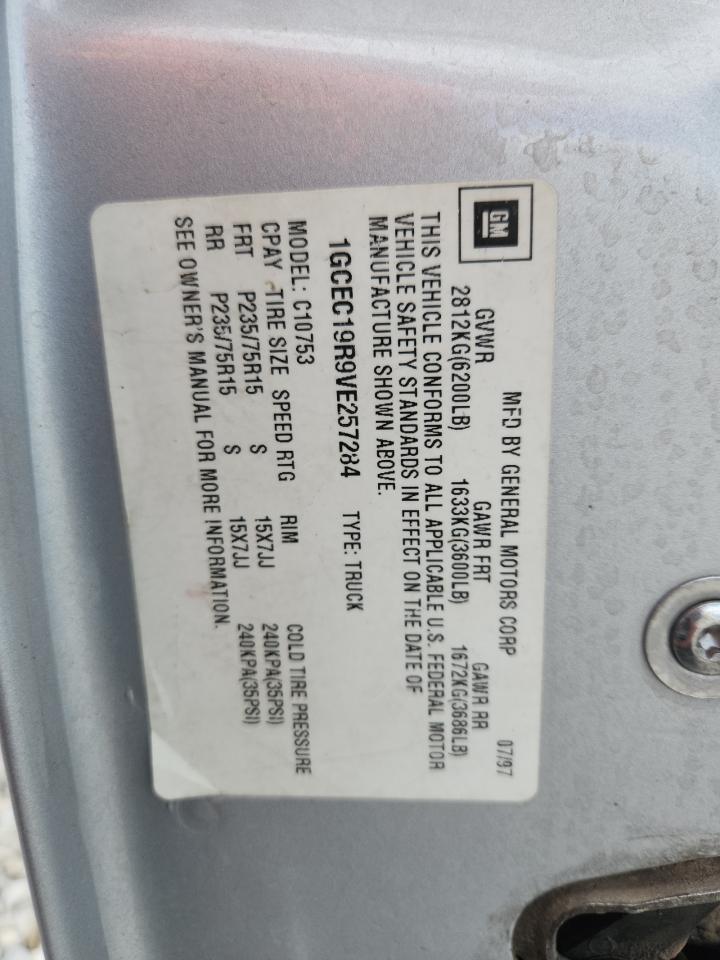 GM
MFD BY GENERAL MOTORS CORP 07/97
GVWR GAWR FRT GAWR RR
2812KG(6200LB) 1633KG(3600LB) 1672KG(3686LB)
THIS VEHICLE CONFORMS TO ALL APPLICABLE U.S. FEDERAL MOTOR
VEHICLE SAFETY STANDARDS IN EFFECT ON THE DATE OF
MANUFACTURE SHOWN ABOVE.
1GCEC19R9VE257284 TYPE: TRUCK
MODEL: C10753
CPAY TIRE SIZE SPEED RTG RIM COLD TIRE PRESSURE
FRT P235/75R15 S 15X7JJ 240KPA(35PSI)
RR P235/75R15 S 15X7JJ 240KPA(35PSI)
SEE OWNER'S MANUAL FOR MORE INFORMATION.